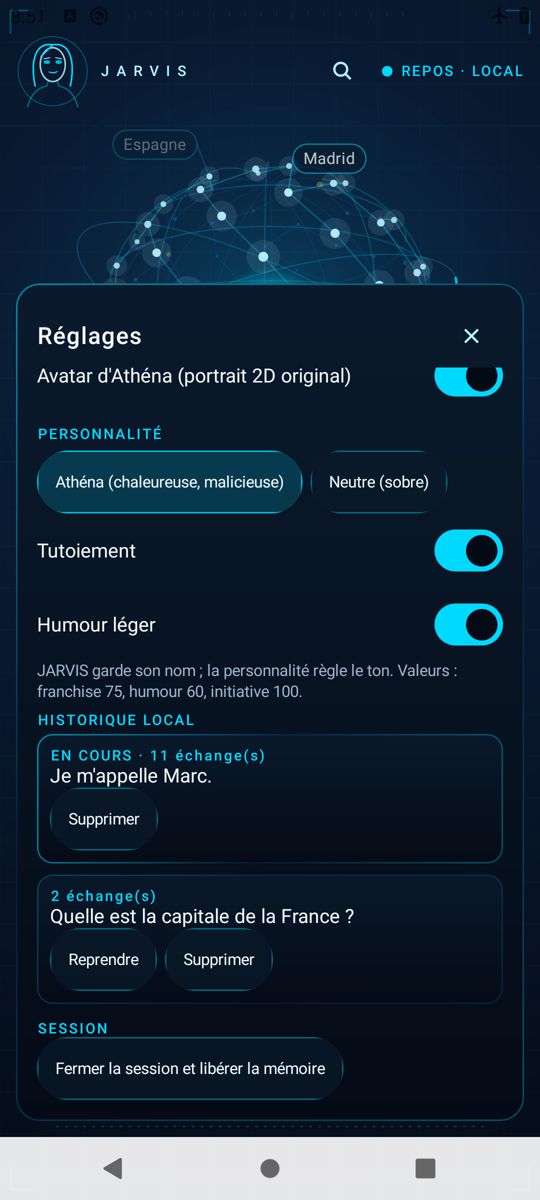 8:51
JARVIS
REPOS · LOCAL
Espagne
Madrid
Réglages
Avatar d'Athéna (portrait 2D original)
PERSONNALITÉ
Athéna (chaleureuse, malicieuse)
Neutre (sobre)
Tutoiement
Humour léger
JARVIS garde son nom ; la personnalité règle le ton. Valeurs :
franchise 75, humour 60, initiative 100.
HISTORIQUE LOCAL
EN COURS · 11 échange(s)
Je m'appelle Marc.
Supprimer
2 échange(s)
Quelle est la capitale de la France ?
Reprendre
Supprimer
SESSION
Fermer la session et libérer la mémoire